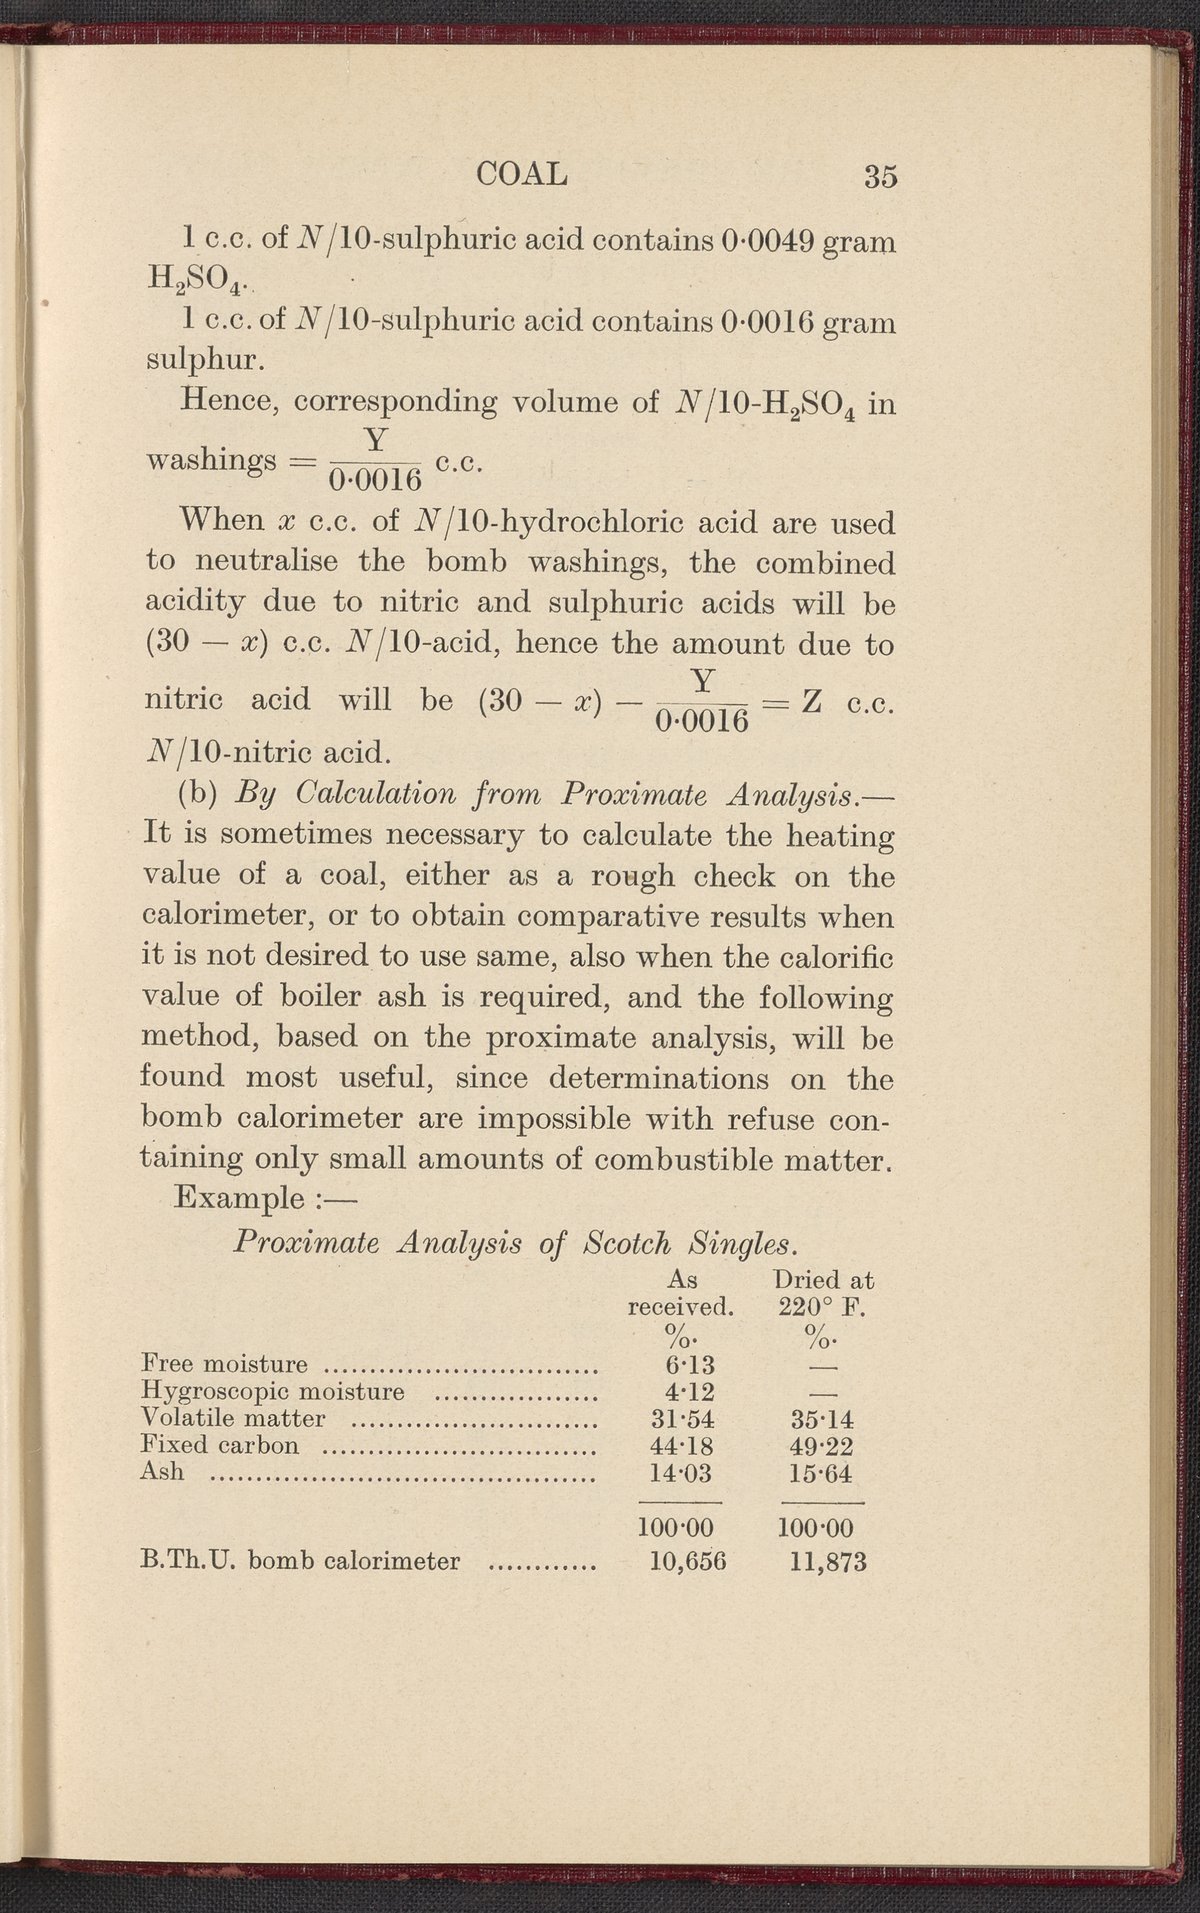 COAL 35
1 c.c. of N/10-sulphuric acid contains 0·0049 gram
H₂SO₄.
1 c.c. of N/10-sulphuric acid contains 0·0016 gram
sulphur.
Hence, corresponding volume of N/10-H₂SO₄ in
washings = Y/0·0016 c.c.
When x c.c. of N/10-hydrochloric acid are used
to neutralise the bomb washings, the combined
acidity due to nitric and sulphuric acids will be
(30 — x) c.c. N/10-acid, hence the amount due to
nitric acid will be (30 — x) — Y/0·0016 = Z c.c.
N/10-nitric acid.
(b) By Calculation from Proximate Analysis.—
It is sometimes necessary to calculate the heating
value of a coal, either as a rough check on the
calorimeter, or to obtain comparative results when
it is not desired to use same, also when the calorific
value of boiler ash is required, and the following
method, based on the proximate analysis, will be
found most useful, since determinations on the
bomb calorimeter are impossible with refuse con-
taining only small amounts of combustible matter.
Example :—
Proximate Analysis of Scotch Singles.
As Dried at
received. 220° F.
%. %.
Free moisture .............................. 6·13 —
Hygroscopic moisture .................. 4·12 —
Volatile matter ........................... 31·54 35·14
Fixed carbon .............................. 44·18 49·22
Ash .......................................... 14·03 15·64
100·00 100·00
B.Th.U. bomb calorimeter ............ 10,656 11,873